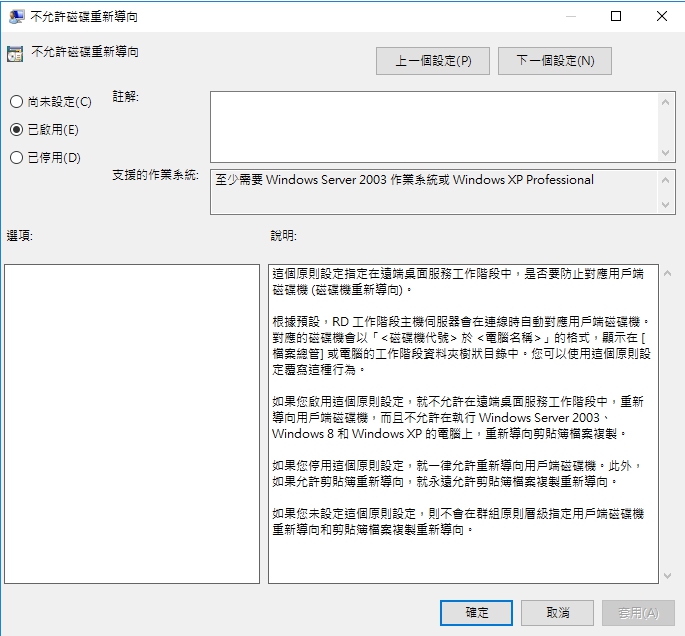 不允許磁碟重新導向
不允許磁碟重新導向
上一個設定(P)
下一個設定(N)
尚未設定(C)
註解:
已啟用(E)
已停用(D)
支援的作業系統:
至少需要 Windows Server 2003 作業系統或 Windows XP Professional
選項:
說明:
這個原則設定指定在遠端桌面服務工作階段中，是否要防止對應用戶端
磁碟機 (磁碟機重新導向)。
根據預設，RD 工作階段主機伺服器會在連線時自動對應用戶端磁碟機。
對應的磁碟機會以「<磁碟機代號> 於 <電腦名稱>」的格式，顯示在 [
檔案總管] 或電腦的工作階段資料夾樹狀目錄中。您可以使用這個原則設
定覆寫這種行為。
如果您啟用這個原則設定，就不允許在遠端桌面服務工作階段中，重新
導向用戶端磁碟機，而且不允許在執行 Windows Server 2003、
Windows 8 和 Windows XP 的電腦上，重新導向剪貼簿檔案複製。
如果您停用這個原則設定，就一律允許重新導向用戶端磁碟機。此外，
如果允許剪貼簿重新導向，就永遠允許剪貼簿檔案複製重新導向。
如果您未設定這個原則設定，則不會在群組原則層級指定用戶端磁碟機
重新導向和剪貼簿檔案複製重新導向。
確定
取消
套用(A)